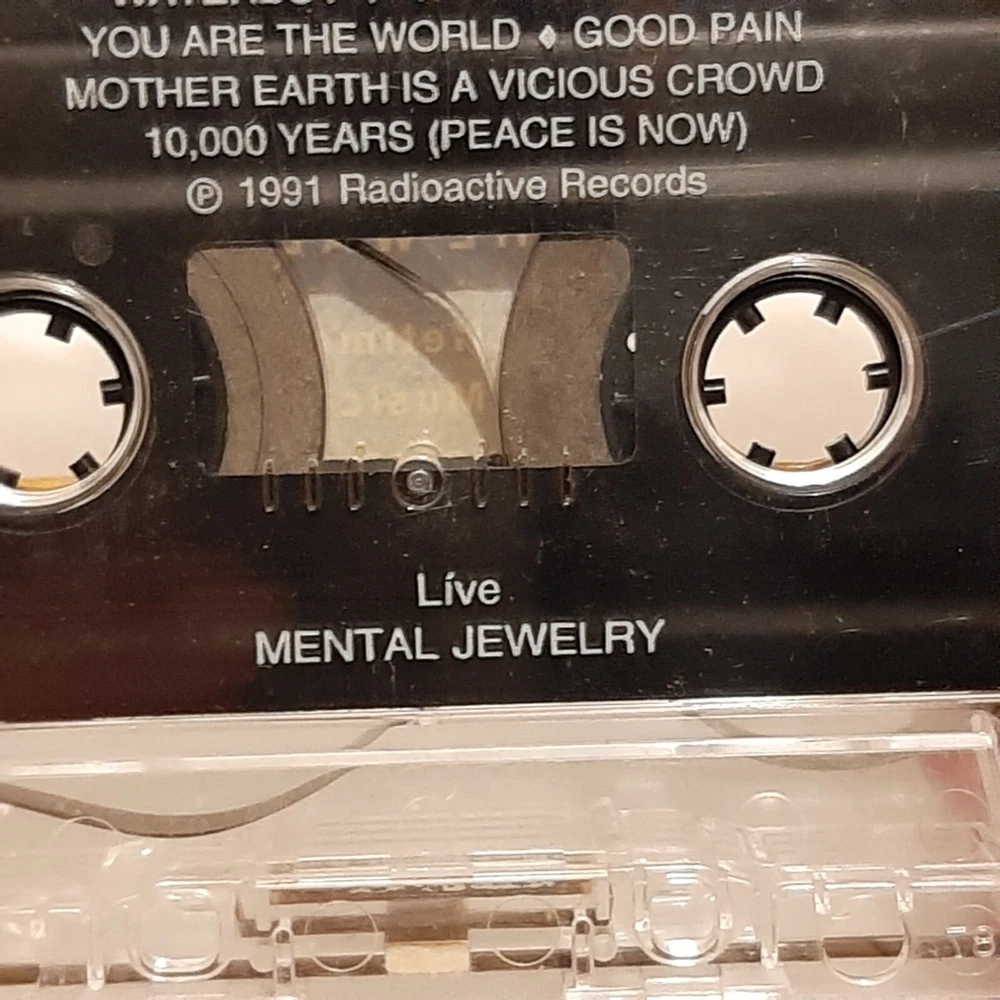 YOU ARE THE WORLD ♦ GOOD PAIN
MOTHER EARTH IS A VICIOUS CROWD
10,000 YEARS (PEACE IS NOW)
℗ 1991 Radioactive Records
Líve
MENTAL JEWELRY